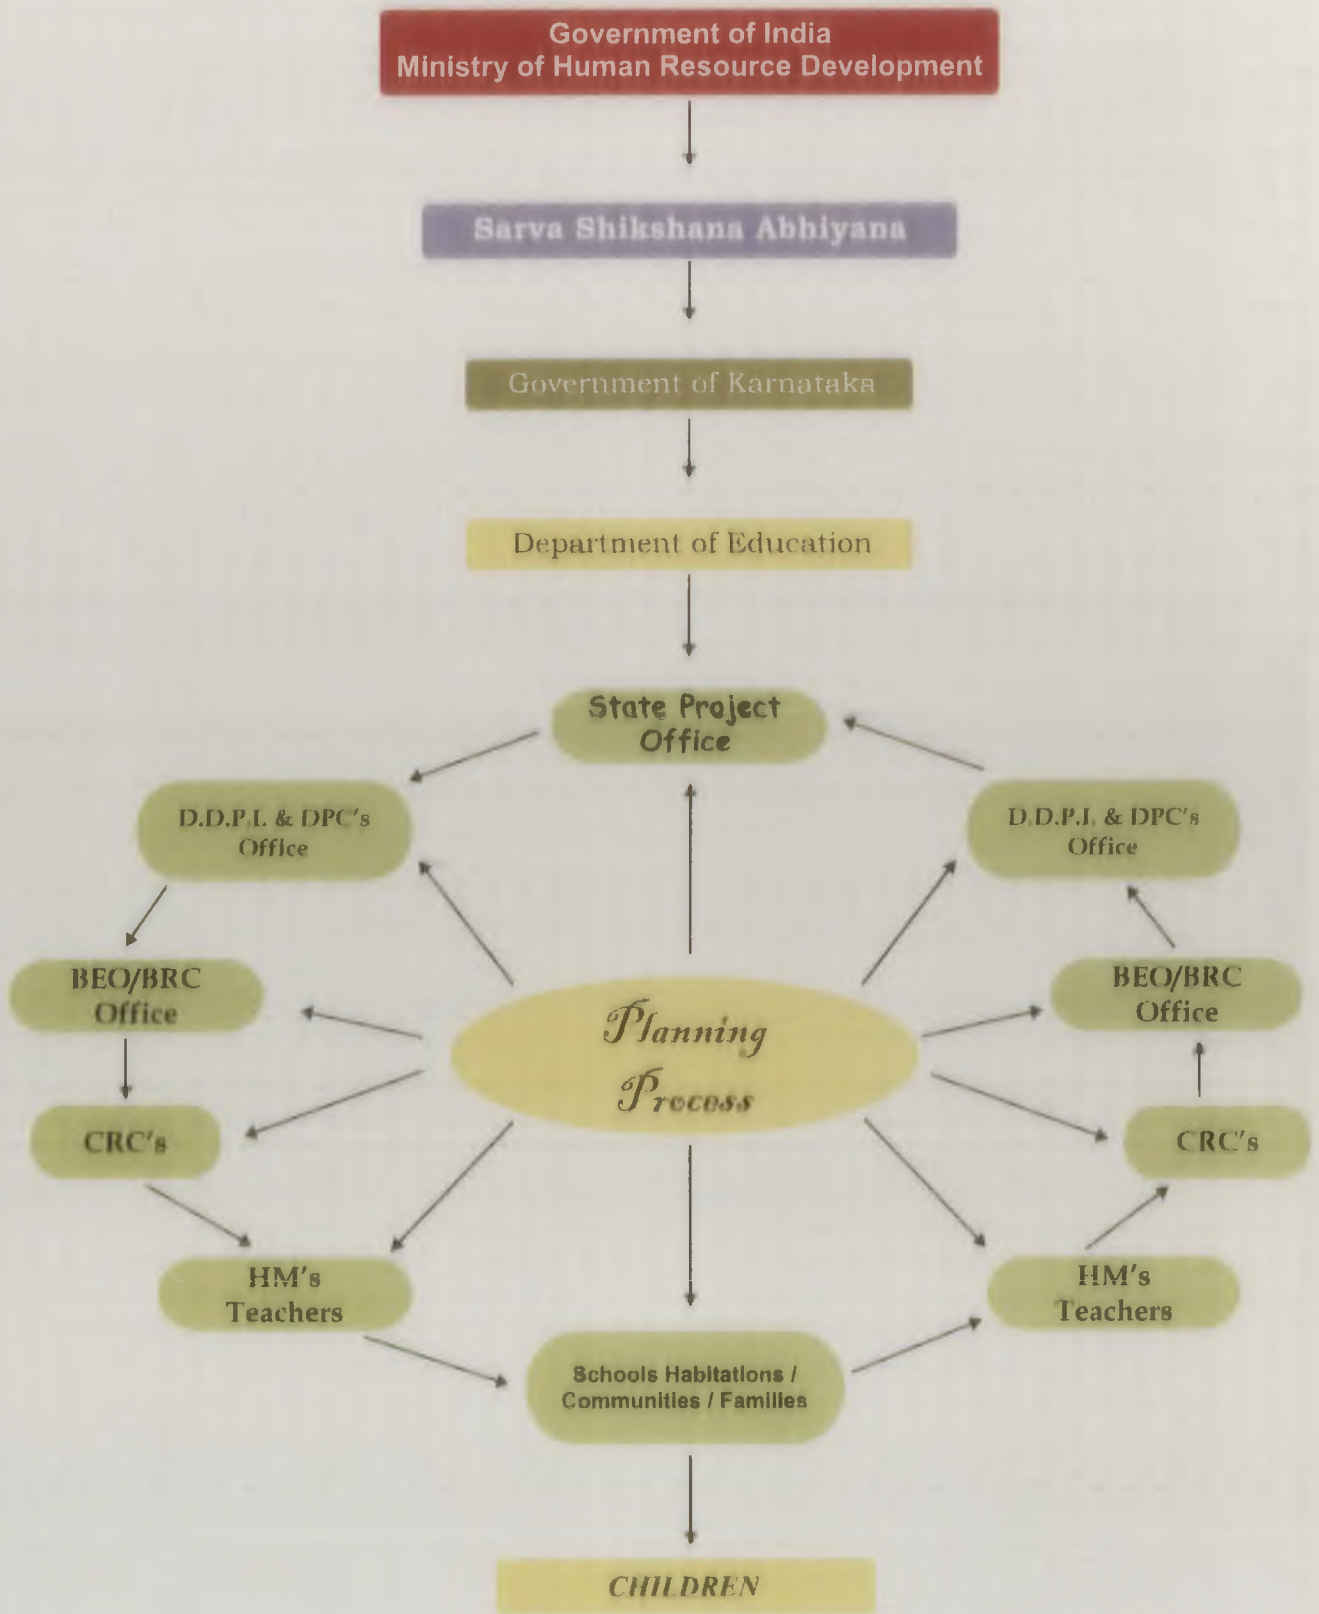 Government of India
Ministry of Human Resource Development
Sarva Shikshana Abhiyana
Government of Karnataka
Department of Education
State Project
Office
D.D.P.I. & DPC's
Office
D.D.P.I. & DPC's
Office
BEO/BRC
Office
Planning
Process
BEO/BRC
Office
CRC's
CRC's
HM's
Teachers
HM's
Teachers
Schools Habitations /
Communities / Families
CHILDREN